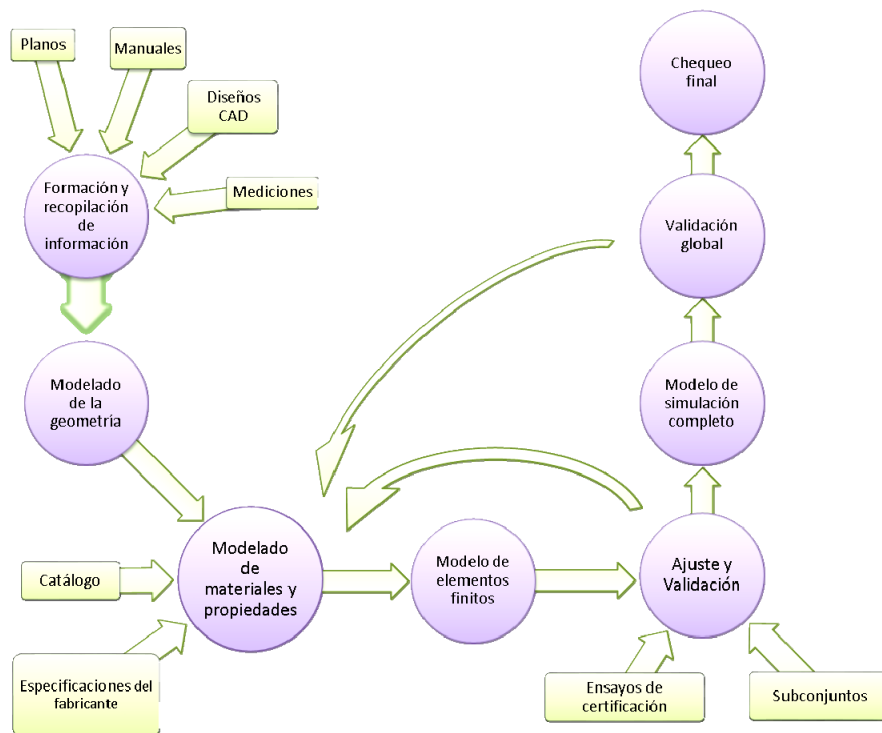 Planos
Manuales
Diseños
CAD
Mediciones
Formación y
recopilación
de
información
Modelado
de la
geometría
Catálogo
Especificaciones del
fabricante
Modelado
de
materiales y
propiedades
Modelo de
elementos
finitos
Ajuste y
Validación
Ensayos de
certificación
Subconjuntos
Modelo de
simulación
completo
Validación
global
Chequeo
final